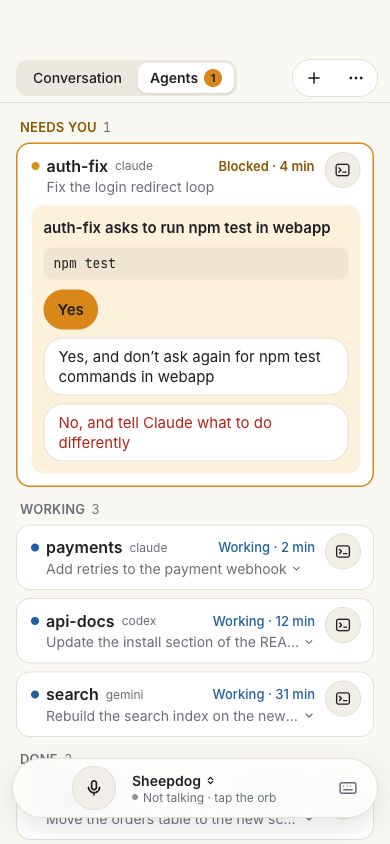 Conversation
Agents 1
NEEDS YOU 1
auth-fix claude
Blocked · 4 min
Fix the login redirect loop
auth-fix asks to run npm test in webapp
npm test
Yes
Yes, and don’t ask again for npm test
commands in webapp
No, and tell Claude what to do
differently
WORKING 3
payments claude
Working · 2 min
Add retries to the payment webhook
api-docs codex
Working · 12 min
Update the install section of the REA...
search gemini
Working · 31 min
Rebuild the search index on the new...
DONE
Sheepdog
Not talking · tap the orb
Move the orders table to the new sc...